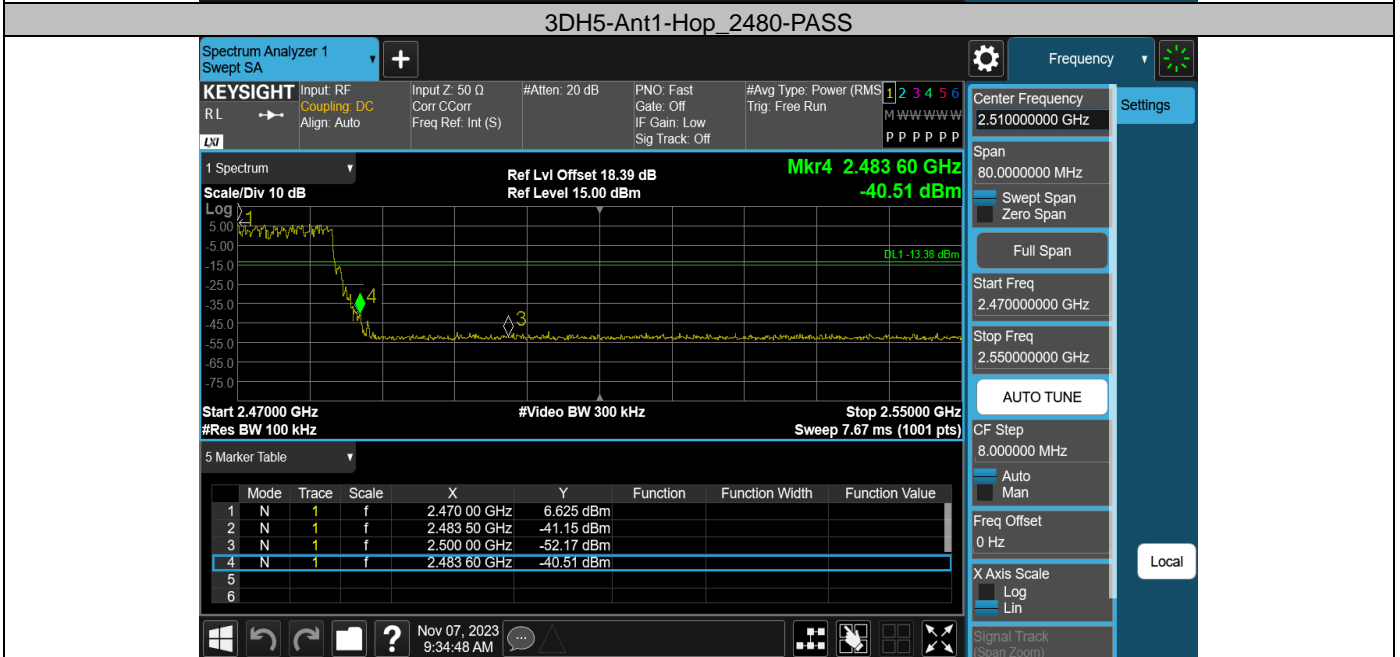 3DH5-Ant1-Hop_2480-PASS
Spectrum Analyzer 1
Swept SA
+
Frequency
KEYSIGHT
RL
LXI
Input: RF
Coupling: DC
Align: Auto
Input Z: 50 Ω
Corr CCorr
Freq Ref: Int (S)
#Atten: 20 dB
PNO: Fast
Gate: Off
IF Gain: Low
Sig Track: Off
#Avg Type: Power (RMS
Trig: Free Run
1 2 3 4 5 6
M W W W W W
P P P P P P
1 Spectrum
Scale/Div 10 dB
Ref Lvl Offset 18.39 dB
Ref Level 15.00 dBm
Mkr4 2.483 60 GHz
-40.51 dBm
Log
5.00
-5.00
-15.0
-25.0
-35.0
-45.0
-55.0
-65.0
-75.0
1
4
3
DL1 -13.38 dBm
Start 2.47000 GHz
#Res BW 100 kHz
#Video BW 300 kHz
Stop 2.55000 GHz
Sweep 7.67 ms (1001 pts)
5 Marker Table
Mode Trace Scale X Y Function Function Width Function Value
1 N 1 f 2.470 00 GHz 6.625 dBm
2 N 1 f 2.483 50 GHz -41.15 dBm
3 N 1 f 2.500 00 GHz -52.17 dBm
4 N 1 f 2.483 60 GHz -40.51 dBm
5
6
?
Nov 07, 2023
9:34:48 AM
Center Frequency
2.510000000 GHz
Span
80.0000000 MHz
Swept Span
Zero Span
Full Span
Start Freq
2.470000000 GHz
Stop Freq
2.550000000 GHz
AUTO TUNE
CF Step
8.000000 MHz
Auto
Man
Freq Offset
0 Hz
X Axis Scale
Log
Lin
Signal Track
(Span Zoom)
Settings
Local